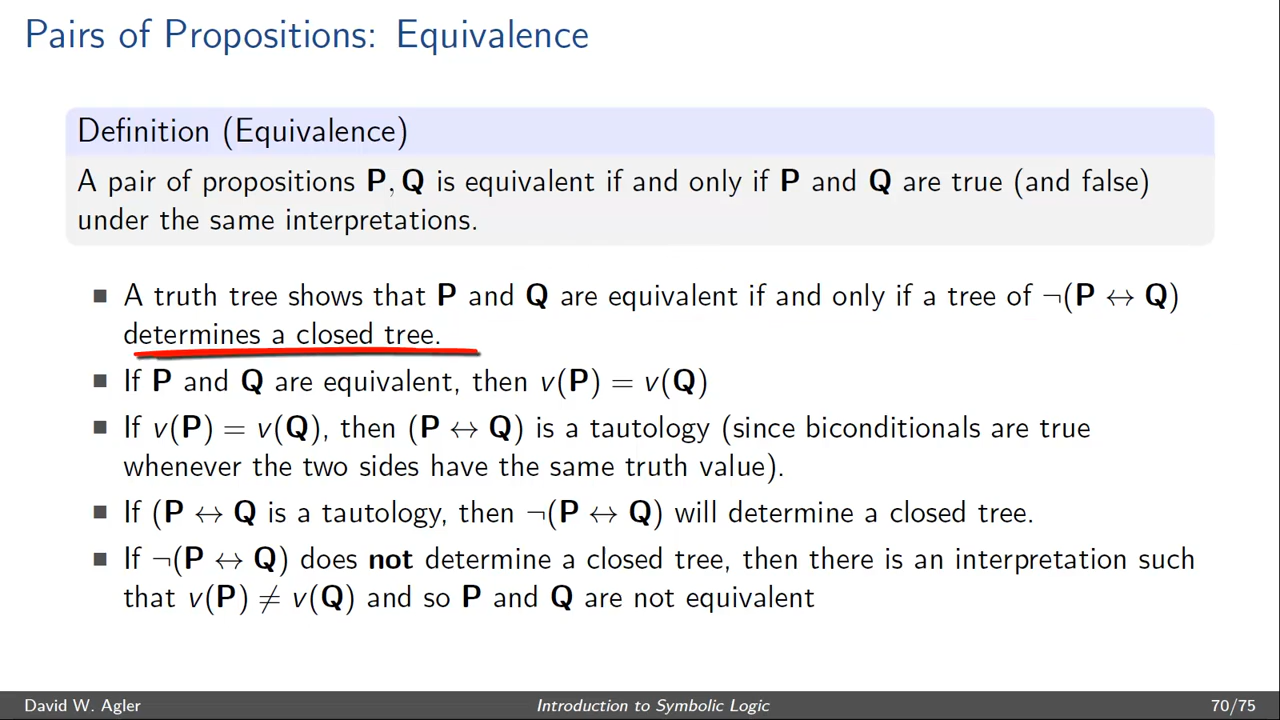 Pairs of Propositions: Equivalence
Definition (Equivalence)
A pair of propositions P, Q is equivalent if and only if P and Q are true (and false)
under the same interpretations.
■ A truth tree shows that P and Q are equivalent if and only if a tree of ¬(P ↔ Q)
determines a closed tree.
■ If P and Q are equivalent, then v(P) = v(Q)
■ If v(P) = v(Q), then (P ↔ Q) is a tautology (since biconditionals are true
whenever the two sides have the same truth value).
■ If (P ↔ Q is a tautology, then ¬(P ↔ Q) will determine a closed tree.
■ If ¬(P ↔ Q) does not determine a closed tree, then there is an interpretation such
that v(P) ≠ v(Q) and so P and Q are not equivalent
David W. Agler Introduction to Symbolic Logic 70/75